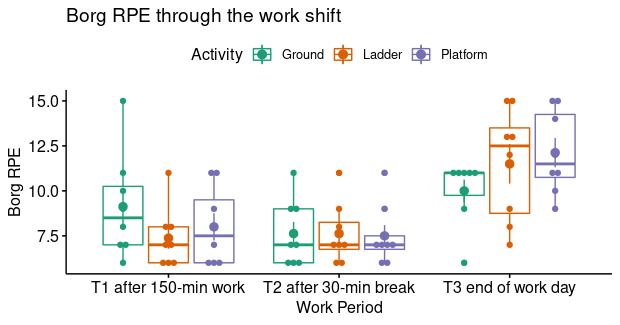 Borg RPE through the work shift
Activity Ground Ladder Platform
Borg RPE
15.0
12.5
10.0
7.5
T1 after 150-min work T2 after 30-min break T3 end of work day
Work Period